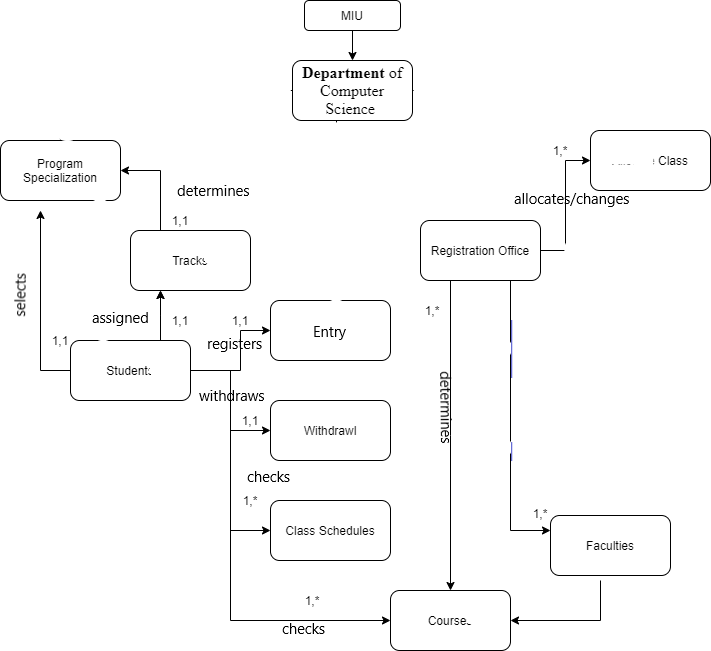 MIU
Department of
Computer
Science
1,*
Class
Program
Specialization
determines
allocates/changes
1,1
Registration Office
Tracks
selects
1,*
assigned
1,1
1,1
Entry
1,1
registers
Students
determines
withdraws
1,1
Withdrawl
checks
1,*
1,*
Class Schedules
Faculties
1,*
Course
checks